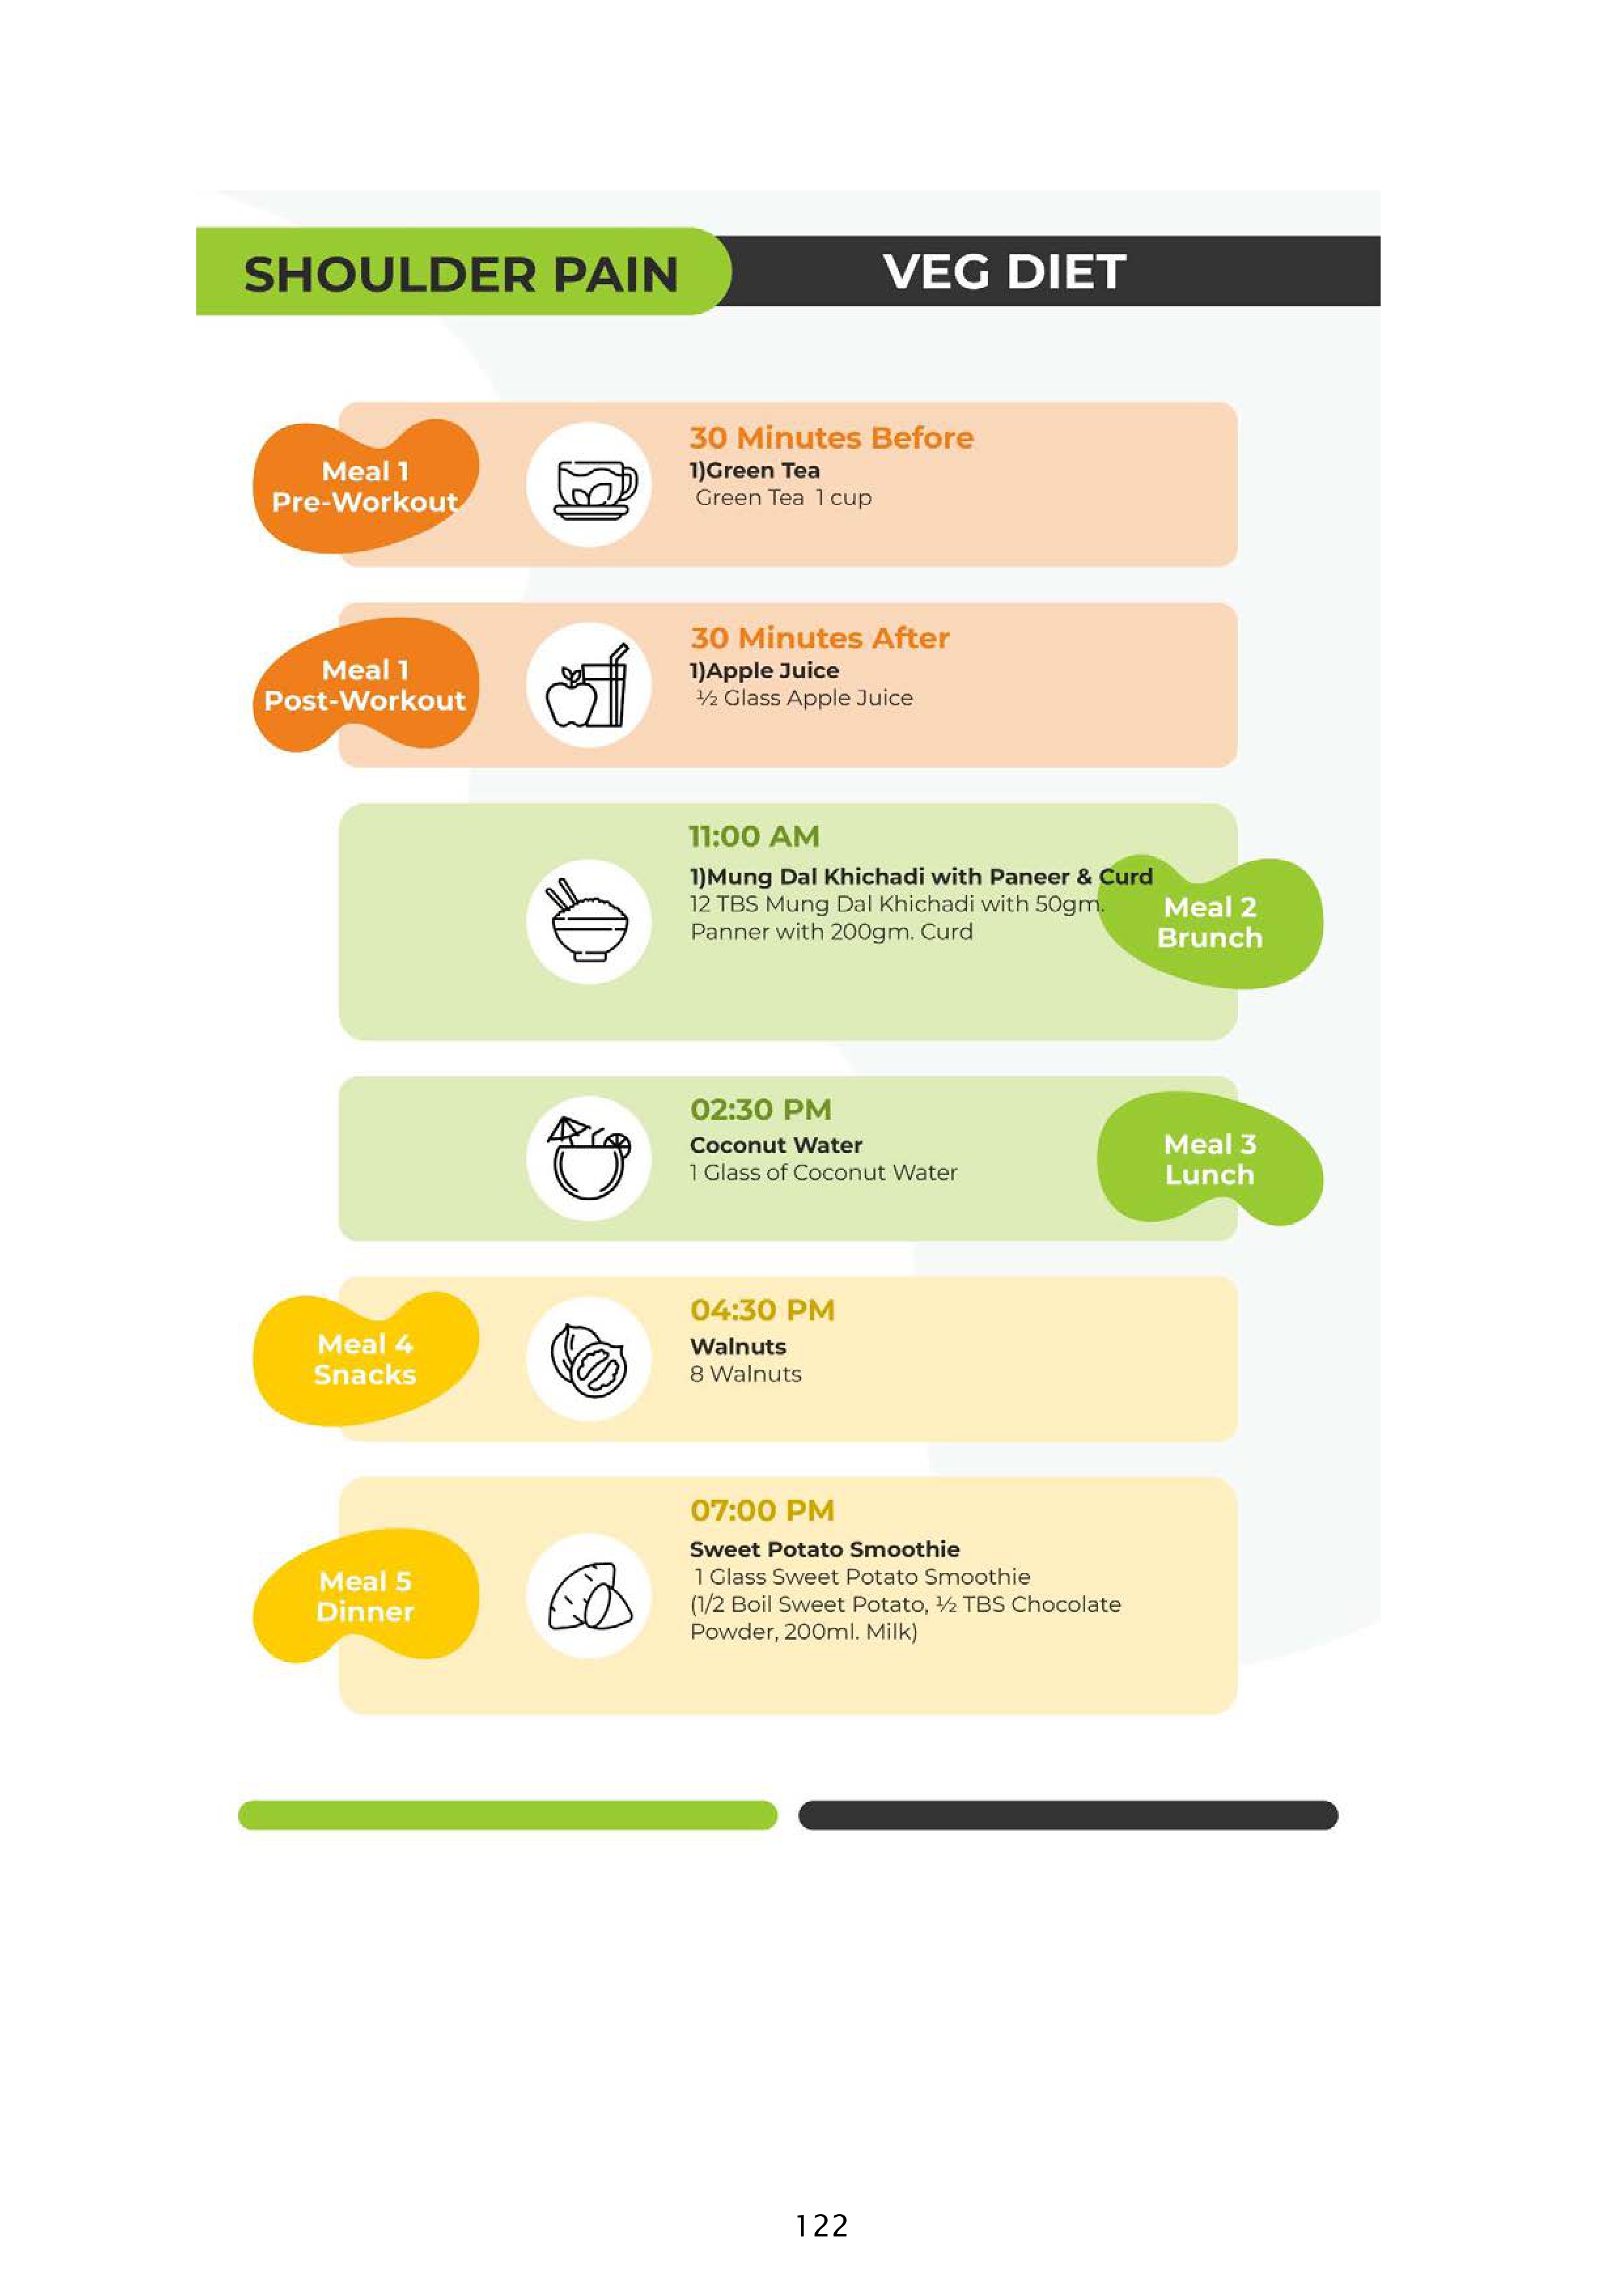 SHOULDER PAIN
VEG DIET
Meal 1
Pre-Workout
30 Minutes Before
1)Green Tea
Green Tea 1 cup
Meal 1
Post-Workout
30 Minutes After
1)Apple Juice
½ Glass Apple Juice
11:00 AM
1)Mung Dal Khichadi with Paneer & Curd
12 TBS Mung Dal Khichadi with 50gm.
Panner with 200gm. Curd
Meal 2
Brunch
02:30 PM
Coconut Water
1 Glass of Coconut Water
Meal 3
Lunch
Meal 4
Snacks
04:30 PM
Walnuts
8 Walnuts
Meal 5
Dinner
07:00 PM
Sweet Potato Smoothie
1 Glass Sweet Potato Smoothie
(1/2 Boil Sweet Potato, ½ TBS Chocolate
Powder, 200ml. Milk)
122